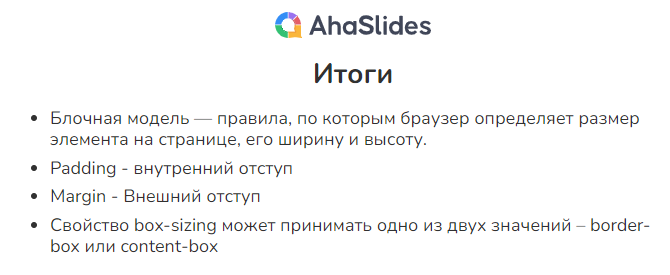 AhaSlides
Итоги
• Блочная модель — правила, по которым браузер определяет размер
элемента на странице, его ширину и высоту.
• Padding - внутренний отступ
• Margin - Внешний отступ
• Свойство box-sizing может принимать одно из двух значений – border-
box или content-box